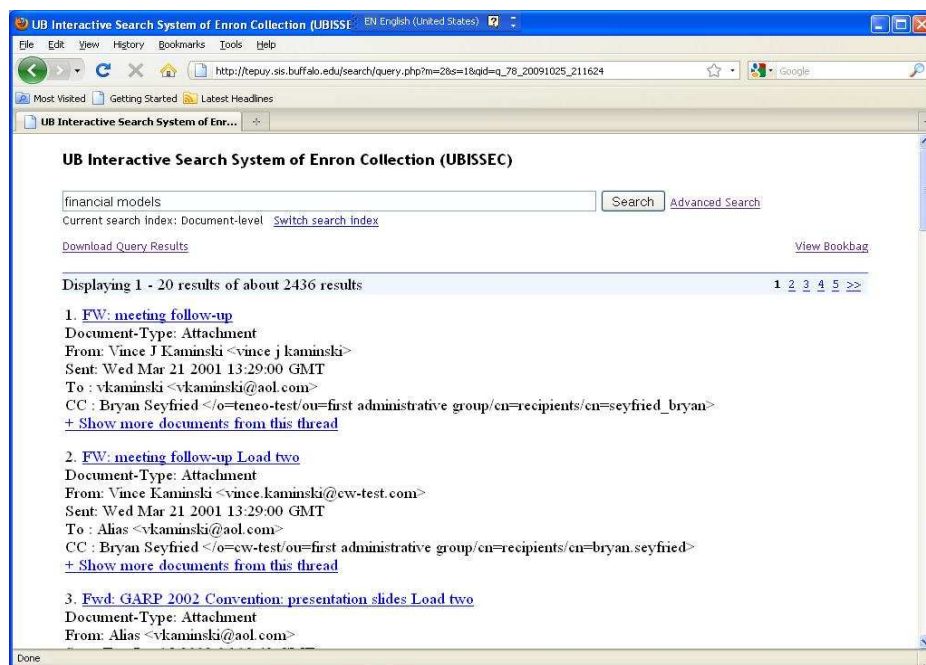 UB Interactive Search System of Enron Collection (UBISSE
EN English (United States)
File Edit View History Bookmarks Tools Help
http://tepuy.sis.buffalo.edu/search/query.php?m=2&s=1&qid=q_78_20091025_211624
Google
Most Visited Getting Started Latest Headlines
UB Interactive Search System of Enr...
UB Interactive Search System of Enron Collection (UBISSEC)
financial models Search Advanced Search
Current search index: Document-level Switch search index
Download Query Results View Bookbag
Displaying 1 - 20 results of about 2436 results 1 2 3 4 5 >>
1. FW: meeting follow-up
Document-Type: Attachment
From: Vince J Kaminski <vince j kaminski>
Sent: Wed Mar 21 2001 13:29:00 GMT
To : vkaminski <vkaminski@aol.com>
CC : Bryan Seyfried </o=teneo-test/ou=first administrative group/cn=recipients/cn=seyfried_bryan>
+ Show more documents from this thread
2. FW: meeting follow-up Load two
Document-Type: Attachment
From: Vince Kaminski <vince.kaminski@cw-test.com>
Sent: Wed Mar 21 2001 13:29:00 GMT
To : Alias <vkaminski@aol.com>
CC : Bryan Seyfried </o=cw-test/ou=first administrative group/cn=recipients/cn=bryan.seyfried>
+ Show more documents from this thread
3. Fwd: GARP 2002 Convention: presentation slides Load two
Document-Type: Attachment
From: Alias <vkaminski@aol.com>
Done